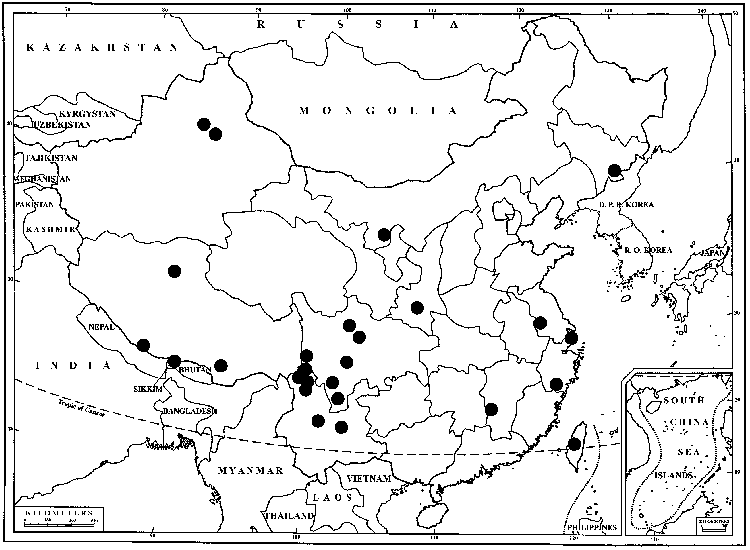 RUSSIA
KAZAKHSTAN
MONGOLIA
KYRGYSTAN
UZBEKISTAN
TAJIKISTAN
PAKISTAN
KASHMIR
D. P. R. KOREA
R. O. KOREA
JAPAN
NEPAL
INDIA
BHUTAN
SIKKIM
BANGLADESH
Tropic of Cancer
MYANMAR
VIETNAM
LAOS
THAILAND
PHILIPPINES
SOUTH
CHINA
SEA
ISLANDS
KILOMETERS